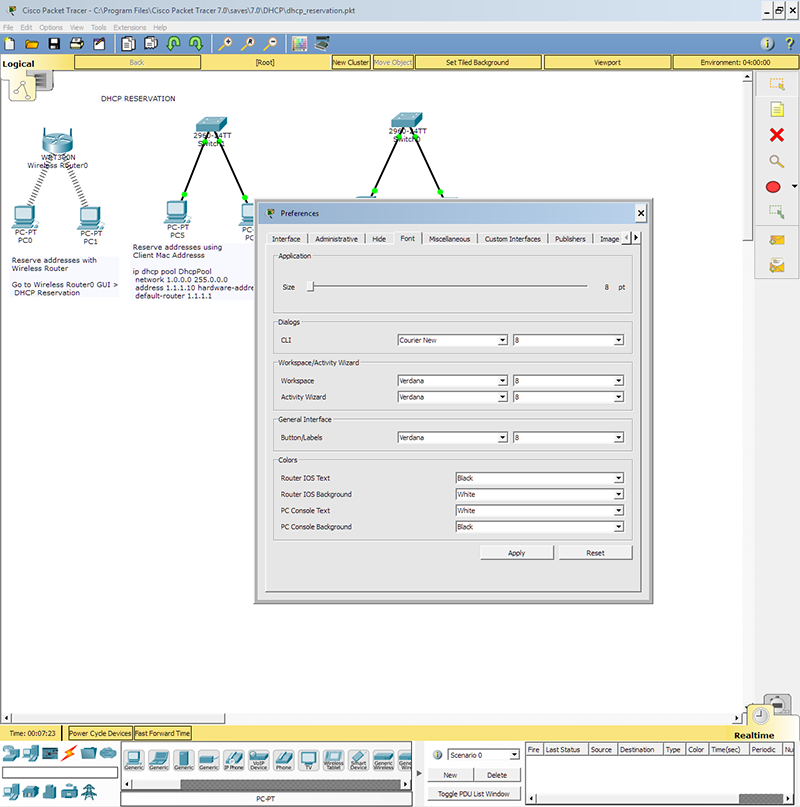 Cisco Packet Tracer - C:\Program Files\Cisco Packet Tracer 7.0\saves\7.0\DHCP\dhcp_reservation.pkt
File Edit Options View Tools Extensions Help
Logical Back [Root] New Cluster Move Object Set Tiled Background Viewport Environment: 04:00:00
DHCP RESERVATION
2960-24TT
Switch1
2960-24TT
Switch0
WRT300N
Wireless Router0
PC-PT
PC0
PC-PT
PC1
PC-PT
PC5
PC
Reserve addresses with
Wireless Router
Go to Wireless Router0 GUI >
DHCP Reservation
Reserve addresses using
Client Mac Addresss
ip dhcp pool DhcpPool
network 1.0.0.0 255.0.0.0
address 1.1.1.10 hardware-addre
default-router 1.1.1.1
Preferences
Interface Administrative Hide Font Miscellaneous Custom Interfaces Publishers Image
Application
Size 8 pt
Dialogs
CLI Courier New 8
Workspace/Activity Wizard
Workspace Verdana 8
Activity Wizard Verdana 8
General Interface
Button/Labels Verdana 8
Colors
Router IOS Text Black
Router IOS Background White
PC Console Text White
PC Console Background Black
Apply Reset
Realtime
Time: 00:07:23 Power Cycle Devices Fast Forward Time
Generic Generic Generic Generic IP Phone VoIP Device Phone TV Wireless Tablet Smart Device Generic Wireless Gene
PC-PT
Scenario 0
New Delete
Toggle PDU List Window
Fire Last Status Source Destination Type Color Time(sec) Periodic Nu